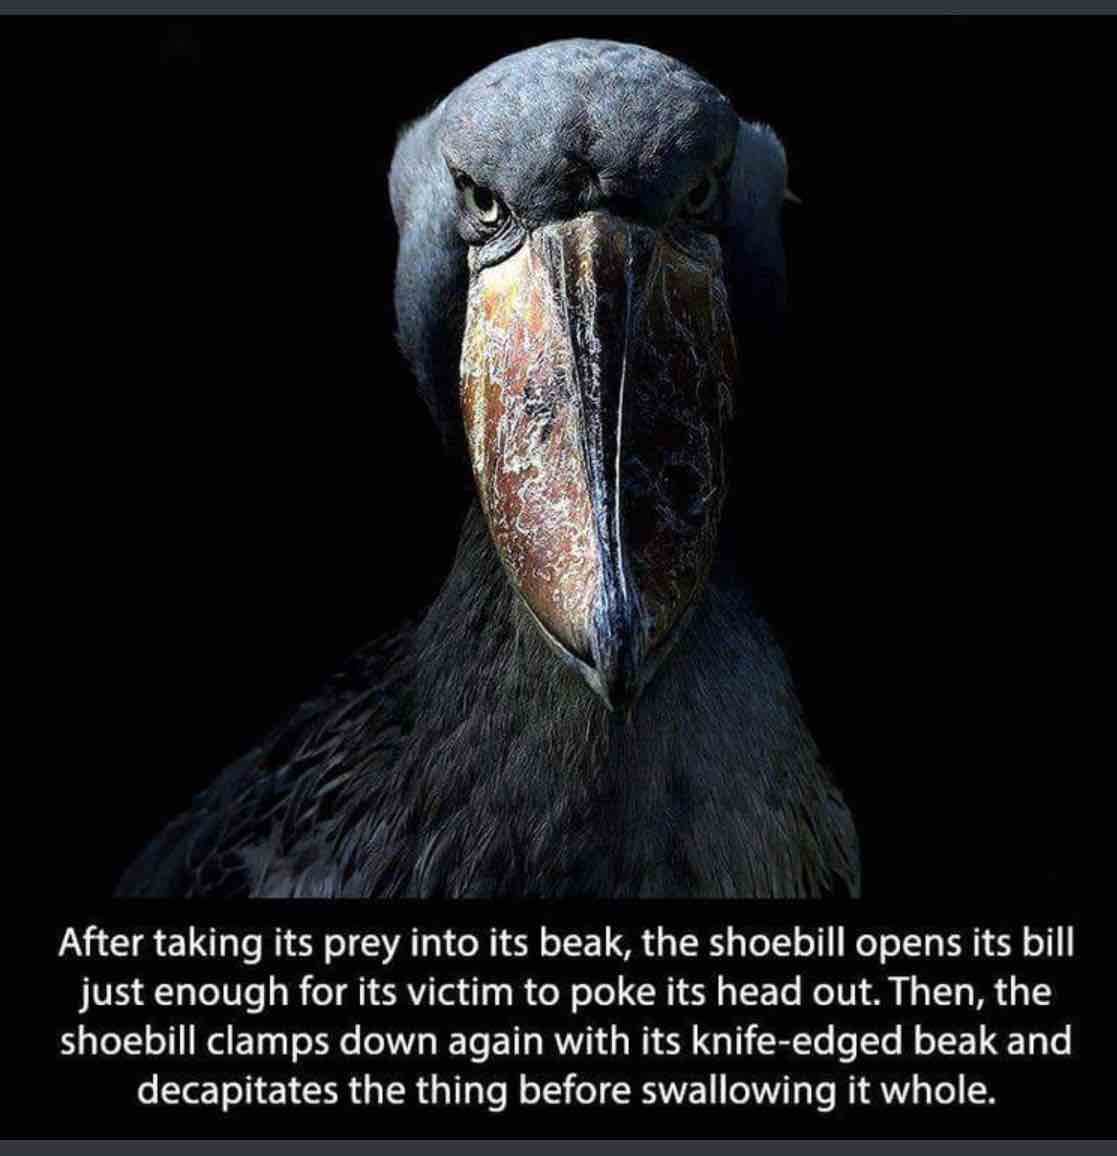 After taking its prey into its beak, the shoebill opens its bill
just enough for its victim to poke its head out. Then, the
shoebill clamps down again with its knife-edged beak and
decapitates the thing before swallowing it whole.